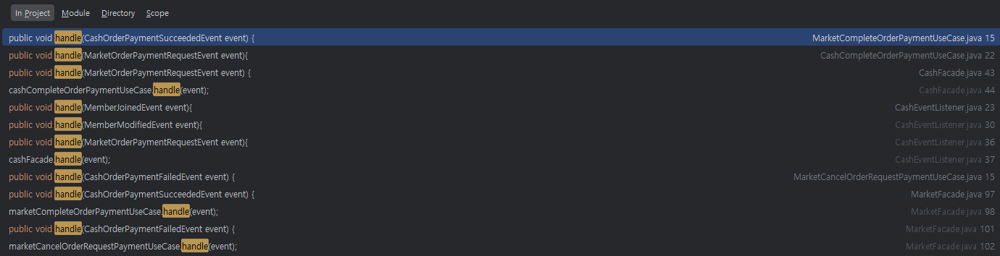 In Project Module Directory Scope
public void handle(CashOrderPaymentSucceededEvent event) { MarketCompleteOrderPaymentUseCase.java 15
public void handle(MarketOrderPaymentRequestEvent event){ CashCompleteOrderPaymentUseCase.java 22
public void handle(MarketOrderPaymentRequestEvent event) { CashFacade.java 43
cashCompleteOrderPaymentUseCase.handle(event); CashFacade.java 44
public void handle(MemberJoinedEvent event){ CashEventListener.java 23
public void handle(MemberModifiedEvent event){ CashEventListener.java 30
public void handle(MarketOrderPaymentRequestEvent event){ CashEventListener.java 36
cashFacade.handle(event); CashEventListener.java 37
public void handle(CashOrderPaymentFailedEvent event) { MarketCancelOrderRequestPaymentUseCase.java 15
public void handle(CashOrderPaymentSucceededEvent event) { MarketFacade.java 97
marketCompleteOrderPaymentUseCase.handle(event); MarketFacade.java 98
public void handle(CashOrderPaymentFailedEvent event) { MarketFacade.java 101
marketCancelOrderRequestPaymentUseCase.handle(event); MarketFacade.java 102